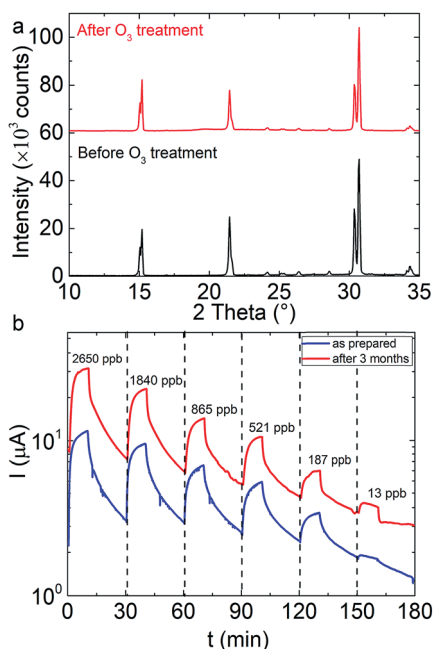 a
After O3 treatment
Before O3 treatment
Intensity (×10³ counts)
100
80
60
40
20
0
10 15 20 25 30 35
2 Theta (°)
b
as prepared
after 3 months
2650 ppb
1840 ppb
865 ppb
521 ppb
187 ppb
13 ppb
I (µA)
10¹
10⁰
0 30 60 90 120 150 180
t (min)